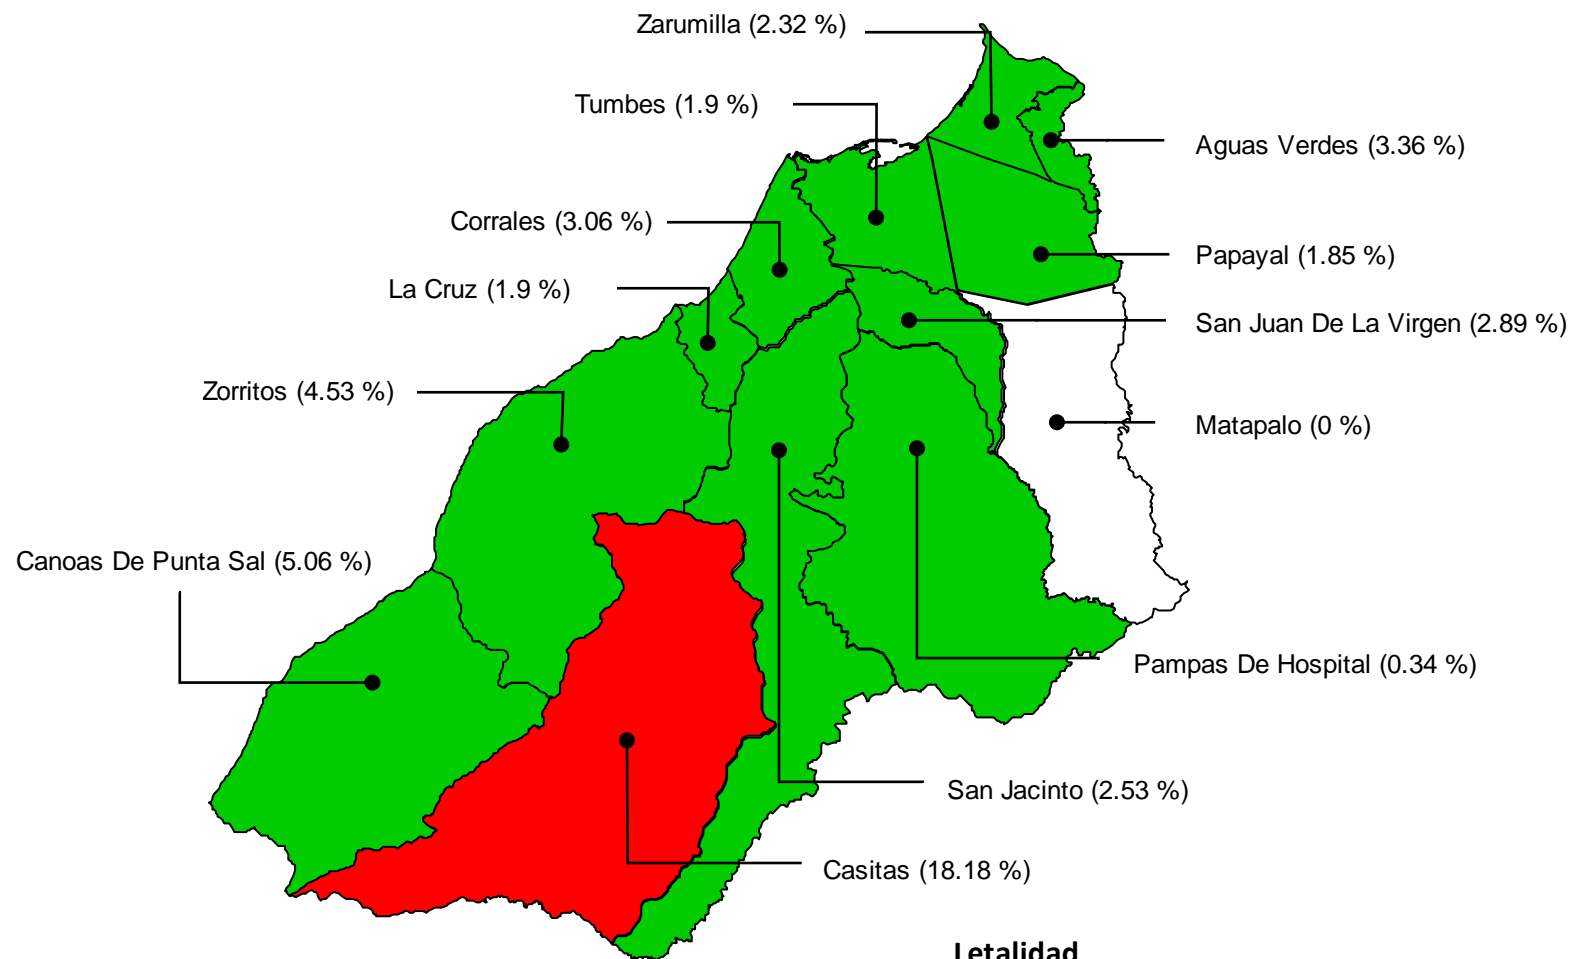 Zarumilla (2.32 %)
Tumbes (1.9 %)
Aguas Verdes (3.36 %)
Corrales (3.06 %)
Papayal (1.85 %)
La Cruz (1.9 %)
San Juan De La Virgen (2.89 %)
Zorritos (4.53 %)
Matapalo (0 %)
Canoas De Punta Sal (5.06 %)
Pampas De Hospital (0.34 %)
San Jacinto (2.53 %)
Casitas (18.18 %)
Letalidad